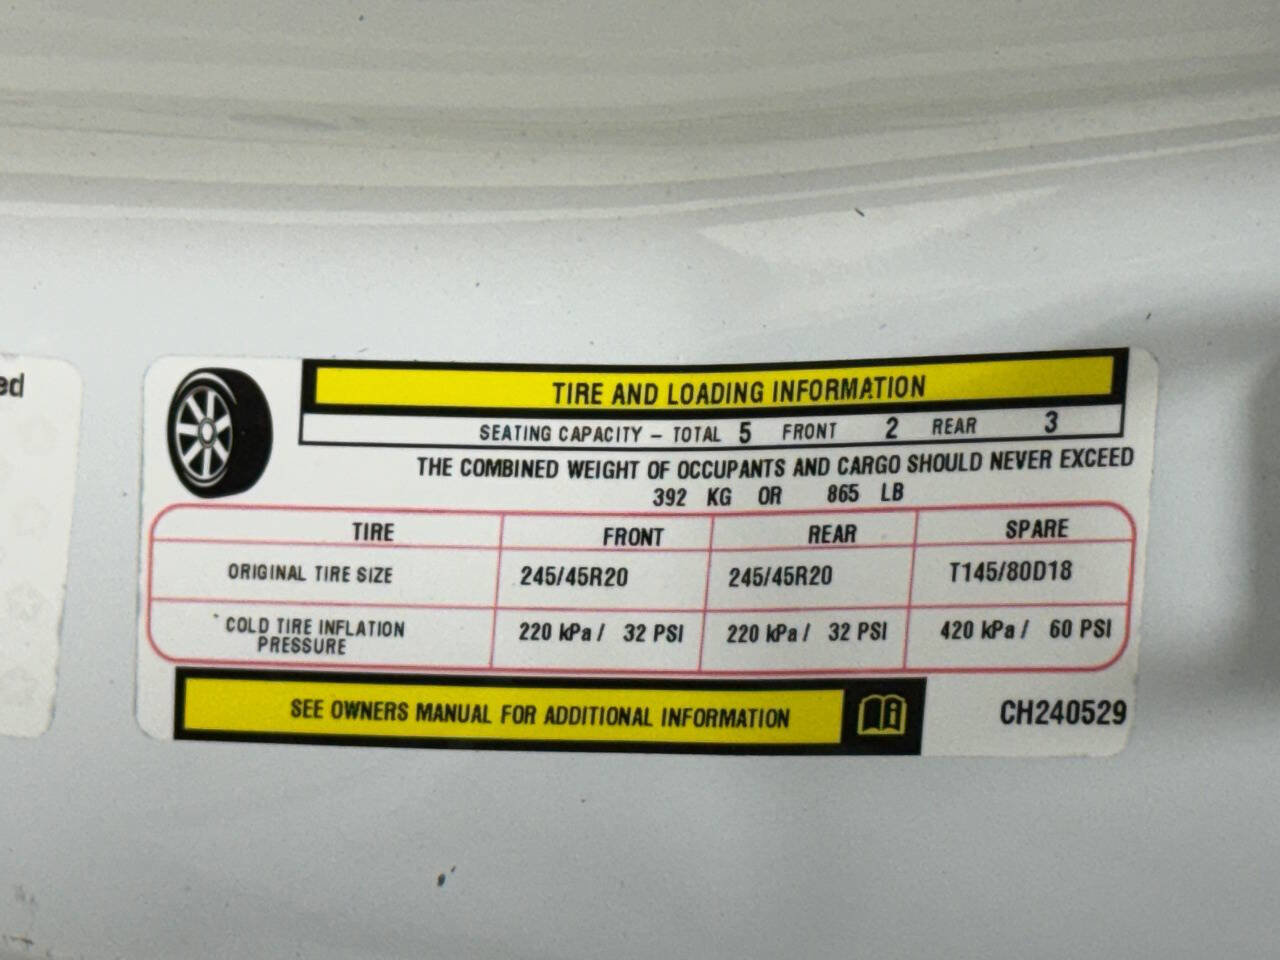 ed
TIRE AND LOADING INFORMATION
SEATING CAPACITY – TOTAL 5 FRONT 2 REAR 3
THE COMBINED WEIGHT OF OCCUPANTS AND CARGO SHOULD NEVER EXCEED
392 KG OR 865 LB
TIRE FRONT REAR SPARE
ORIGINAL TIRE SIZE 245/45R20 245/45R20 T145/80D18
COLD TIRE INFLATION PRESSURE 220 kPa / 32 PSI 220 kPa / 32 PSI 420 kPa / 60 PSI
SEE OWNERS MANUAL FOR ADDITIONAL INFORMATION
CH240529